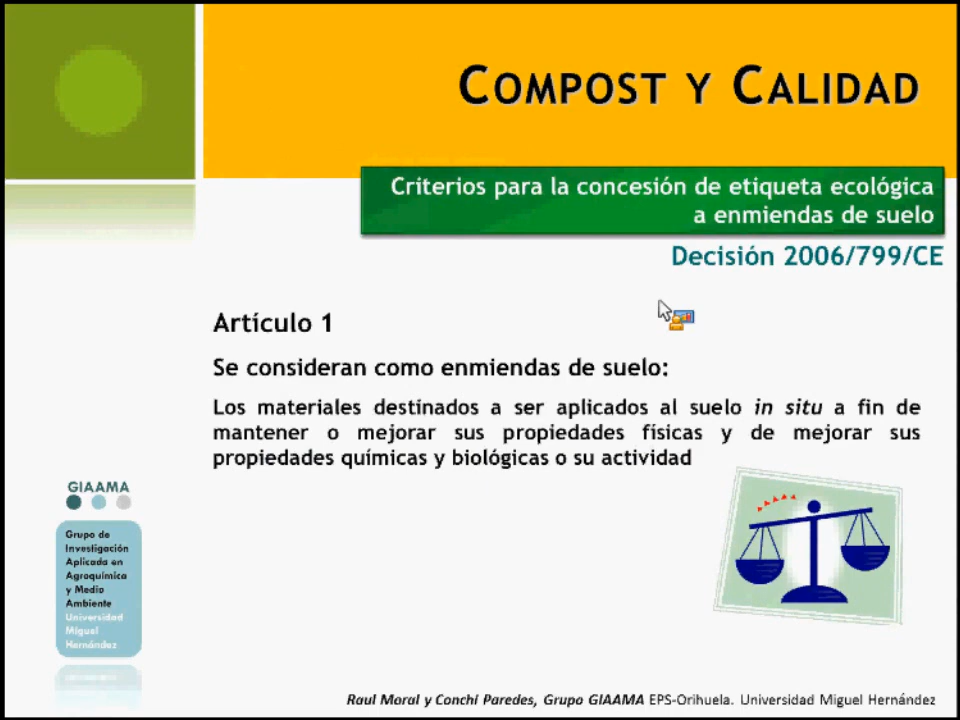 COMPOST Y CALIDAD
Criterios para la concesión de etiqueta ecológica
a enmiendas de suelo
Decisión 2006/799/CE
Artículo 1
Se consideran como enmiendas de suelo:
Los materiales destinados a ser aplicados al suelo in situ a fin de
mantener o mejorar sus propiedades físicas y de mejorar sus
propiedades químicas y biológicas o su actividad
GIAAMA
Grupo de
Investigación
Aplicada en
Agroquímica
y Medio
Ambiente
Universidad
Miguel
Hernández
Raul Moral y Conchi Paredes, Grupo GIAAMA EPS-Orihuela. Universidad Miguel Hernández